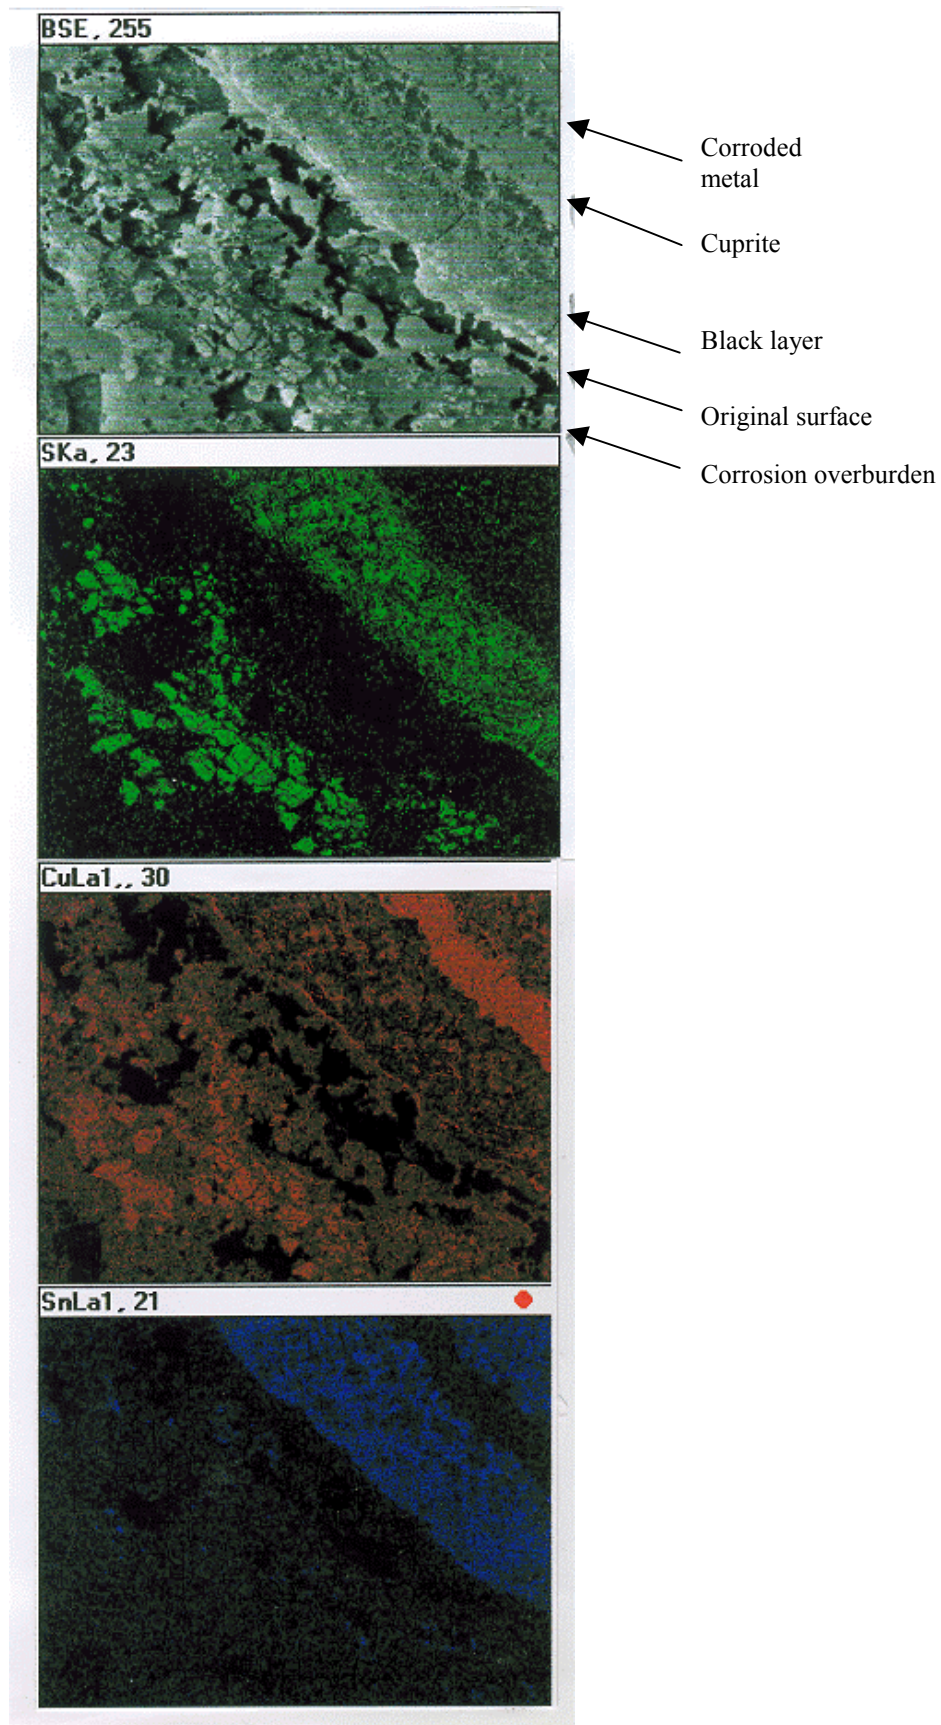 BSE, 255
Corroded
metal
Cuprite
Black layer
Original surface
Corrosion overburden
SKa, 23
CuLa1,, 30
SnLa1, 21